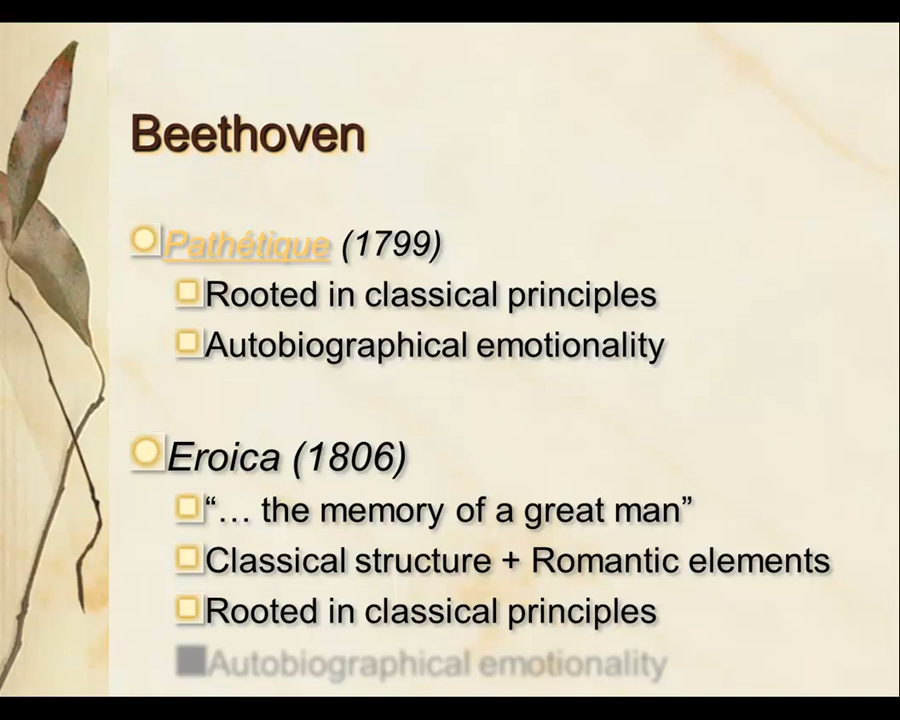 Beethoven
Pathétique (1799)
Rooted in classical principles
Autobiographical emotionality
Eroica (1806)
“… the memory of a great man”
Classical structure + Romantic elements
Rooted in classical principles
Autobiographical emotionality